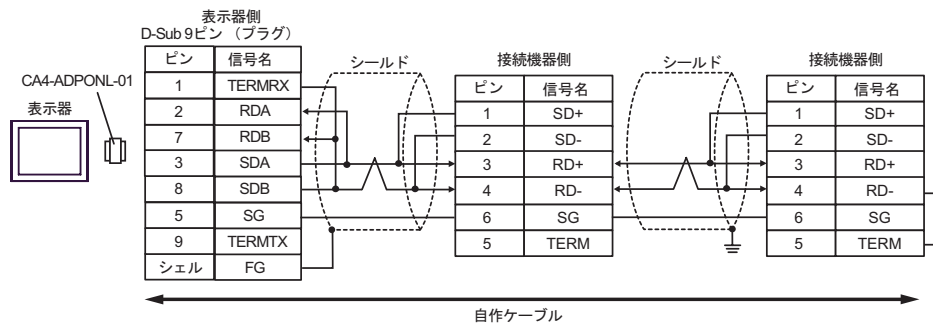 表示器側
D-Sub 9ピン （プラグ）
CA4-ADPONL-01
表示器
ピン 信号名
1 TERMRX
2 RDA
7 RDB
3 SDA
8 SDB
5 SG
9 TERMTX
シェル FG
シールド
接続機器側
ピン 信号名
1 SD+
2 SD-
3 RD+
4 RD-
6 SG
5 TERM
シールド
接続機器側
ピン 信号名
1 SD+
2 SD-
3 RD+
4 RD-
6 SG
5 TERM
自作ケーブル